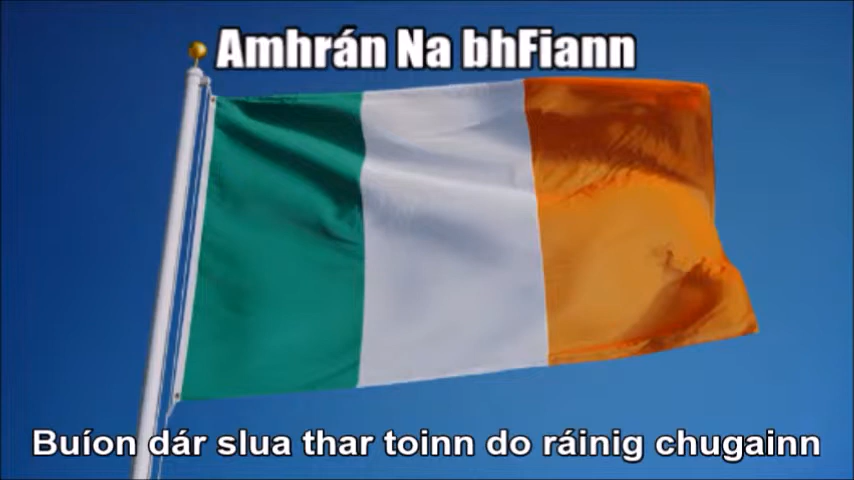 Amhrán Na bhFiann
Buíon dár slua thar toinn do ráinig chugainn